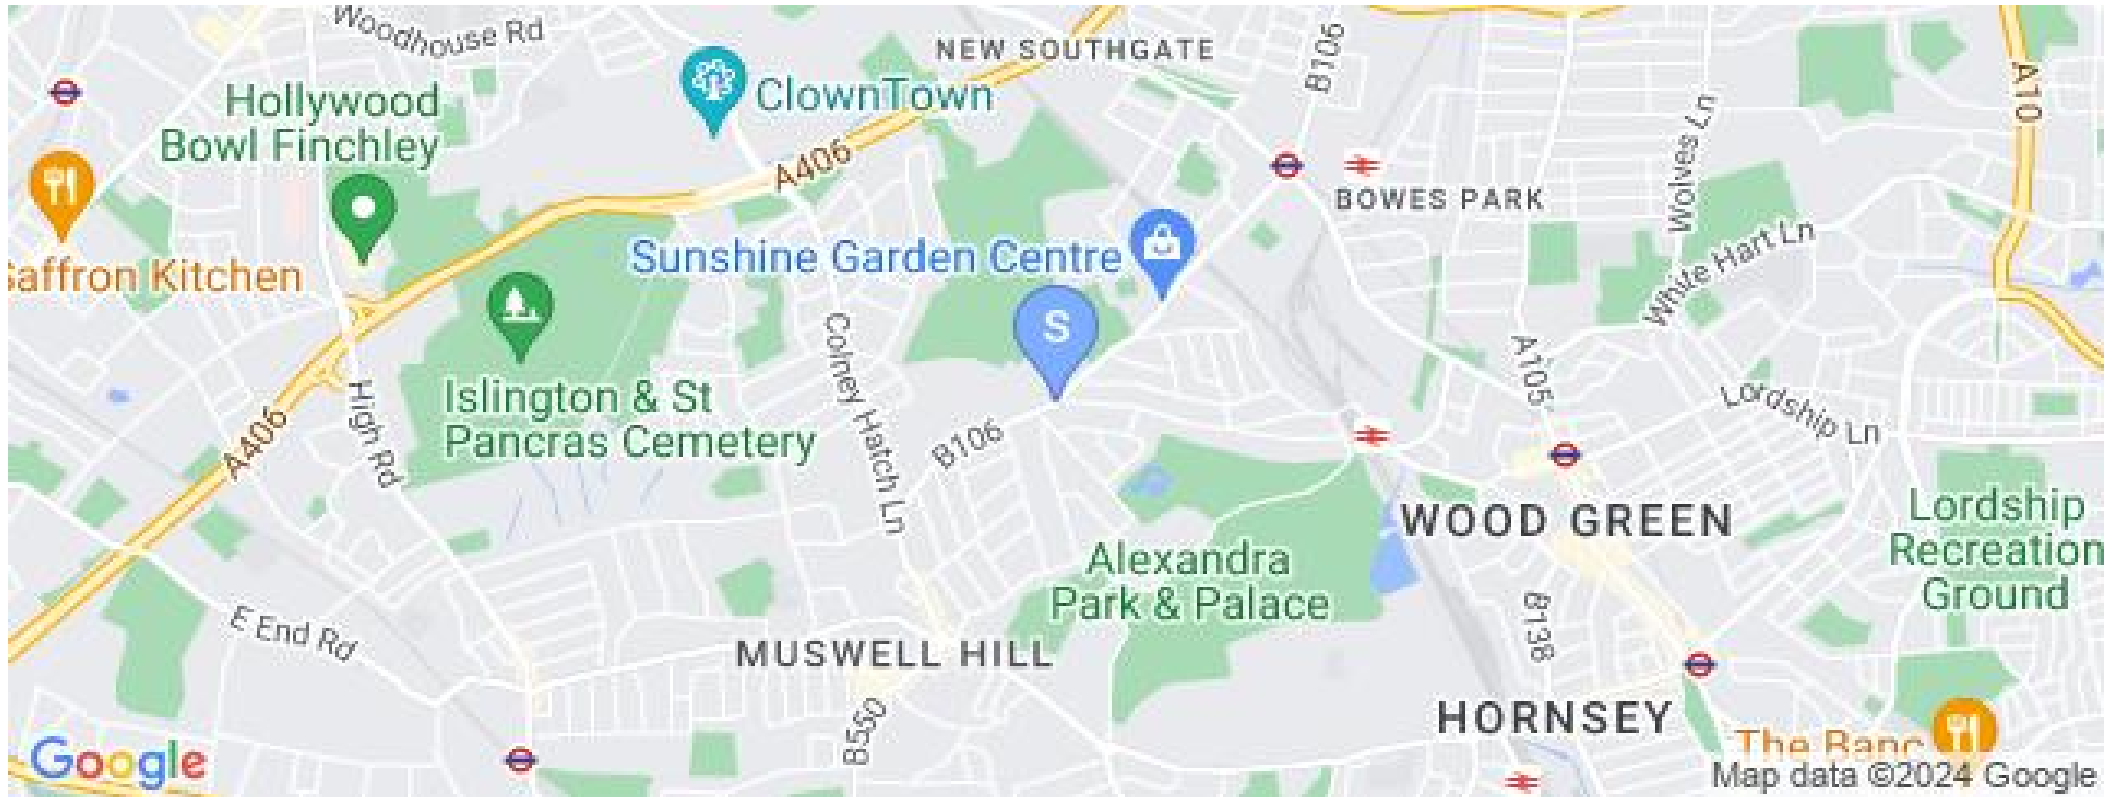 Woodhouse Rd
NEW SOUTHGATE
B106
A10
Hollywood
Bowl Finchley
ClownTown
A406
Wolves Ln
BOWES PARK
Saffron Kitchen
Sunshine Garden Centre
White Hart Ln
S
Islington & St
Pancras Cemetery
Colney Hatch Ln
A105
Lordship Ln
High Rd
A406
B106
WOOD GREEN
Lordship
Recreation
Ground
Alexandra
Park & Palace
E End Rd
MUSWELL HILL
B138
B550
HORNSEY
The Banc
Google
Map data ©2024 Google